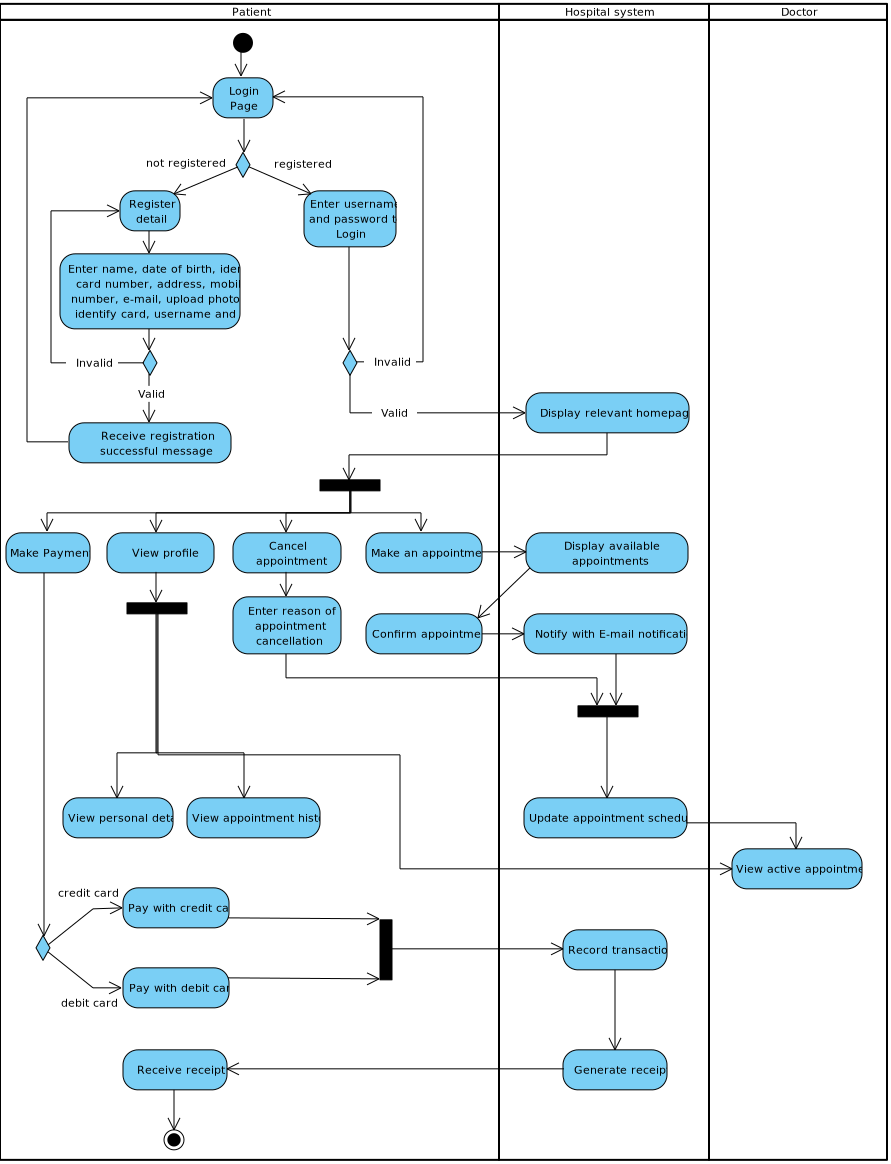 Patient
Hospital system
Doctor
Login
Page
not registered
registered
Register
detail
Enter username
and password t
Login
Enter name, date of birth, iden
card number, address, mobil
number, e-mail, upload photo
identify card, username and
Invalid
Invalid
Valid
Valid
Display relevant homepag
Receive registration
successful message
Make Paymen
View profile
Cancel
appointment
Make an appointme
Display available
appointments
Enter reason of
appointment
cancellation
Confirm appointme
Notify with E-mail notificati
View personal deta
View appointment histo
Update appointment schedu
View active appointme
credit card
Pay with credit ca
Record transactio
debit card
Pay with debit car
Receive receipt
Generate receip